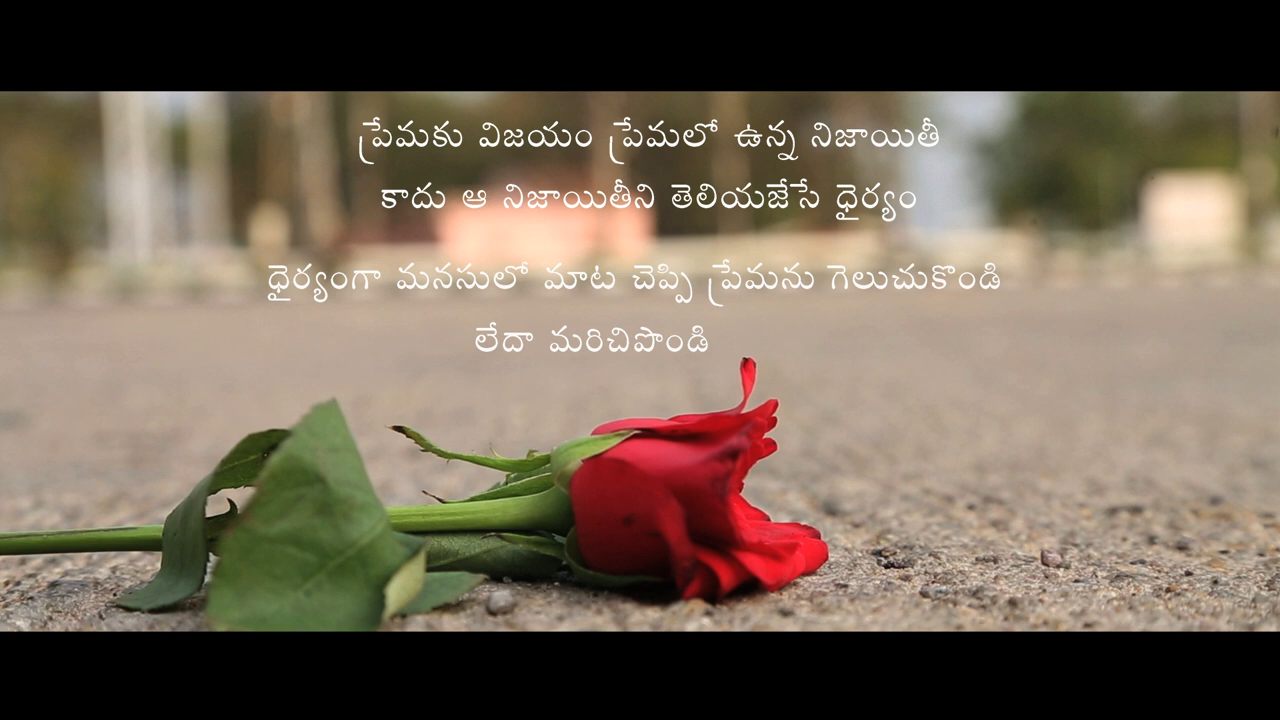 ప్రేమకు విజయం ప్రేమలో ఉన్న నిజాయితీ
కాదు ఆ నిజాయితీని తెలియజేసే ధైర్యం
ధైర్యంగా మనసులో మాట చెప్పి ప్రేమను గెలుచుకొండి
లేదా మరిచిపొండి